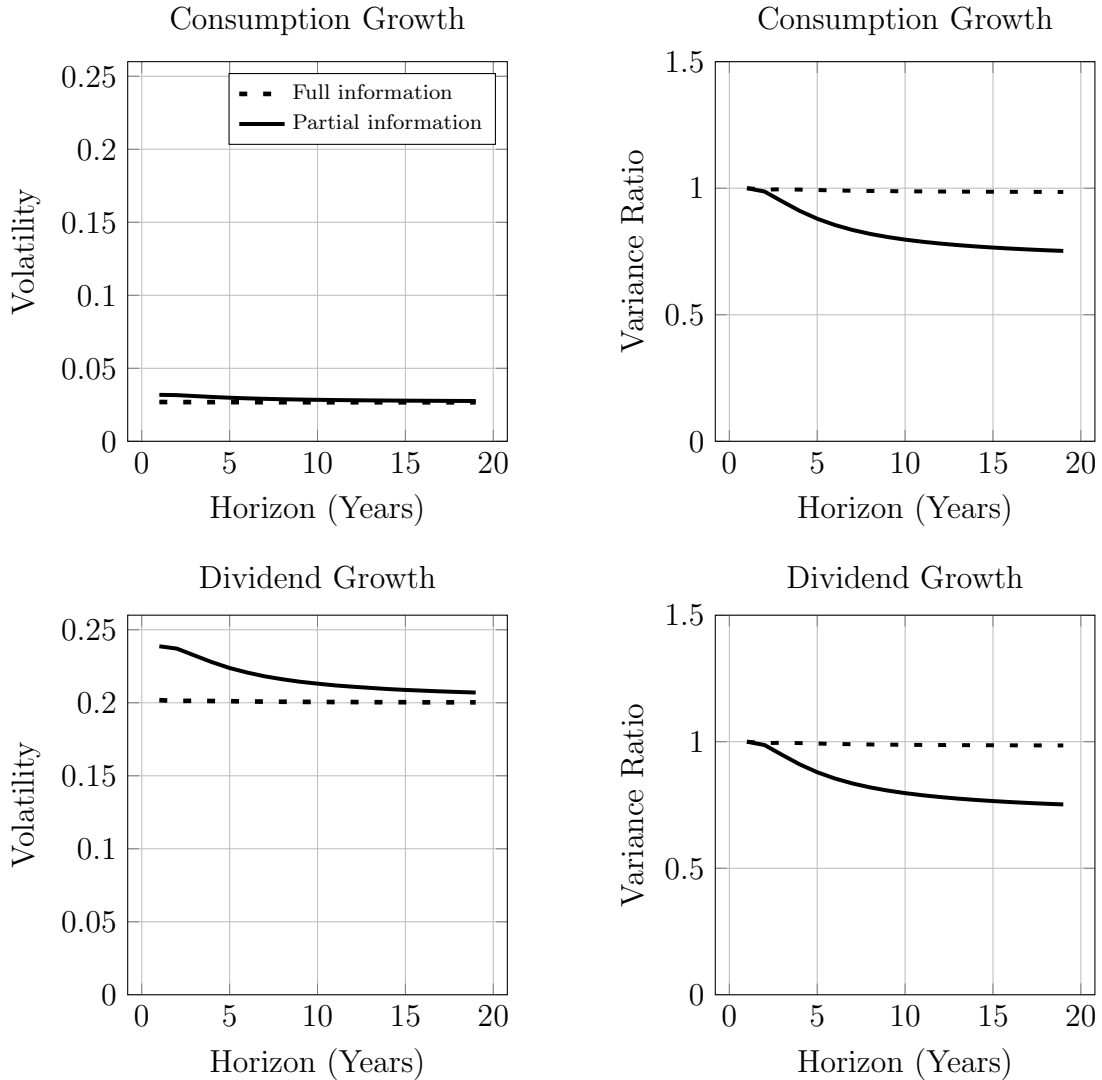 Consumption Growth
0.25
0.2
0.15
0.1
0.05
0
Volatility
Full information
Partial information
0 5 10 15 20
Horizon (Years)
Consumption Growth
1.5
1
0.5
0
Variance Ratio
0 5 10 15 20
Horizon (Years)
Dividend Growth
0.25
0.2
0.15
0.1
0.05
0
Volatility
0 5 10 15 20
Horizon (Years)
Dividend Growth
1.5
1
0.5
0
Variance Ratio
0 5 10 15 20
Horizon (Years)